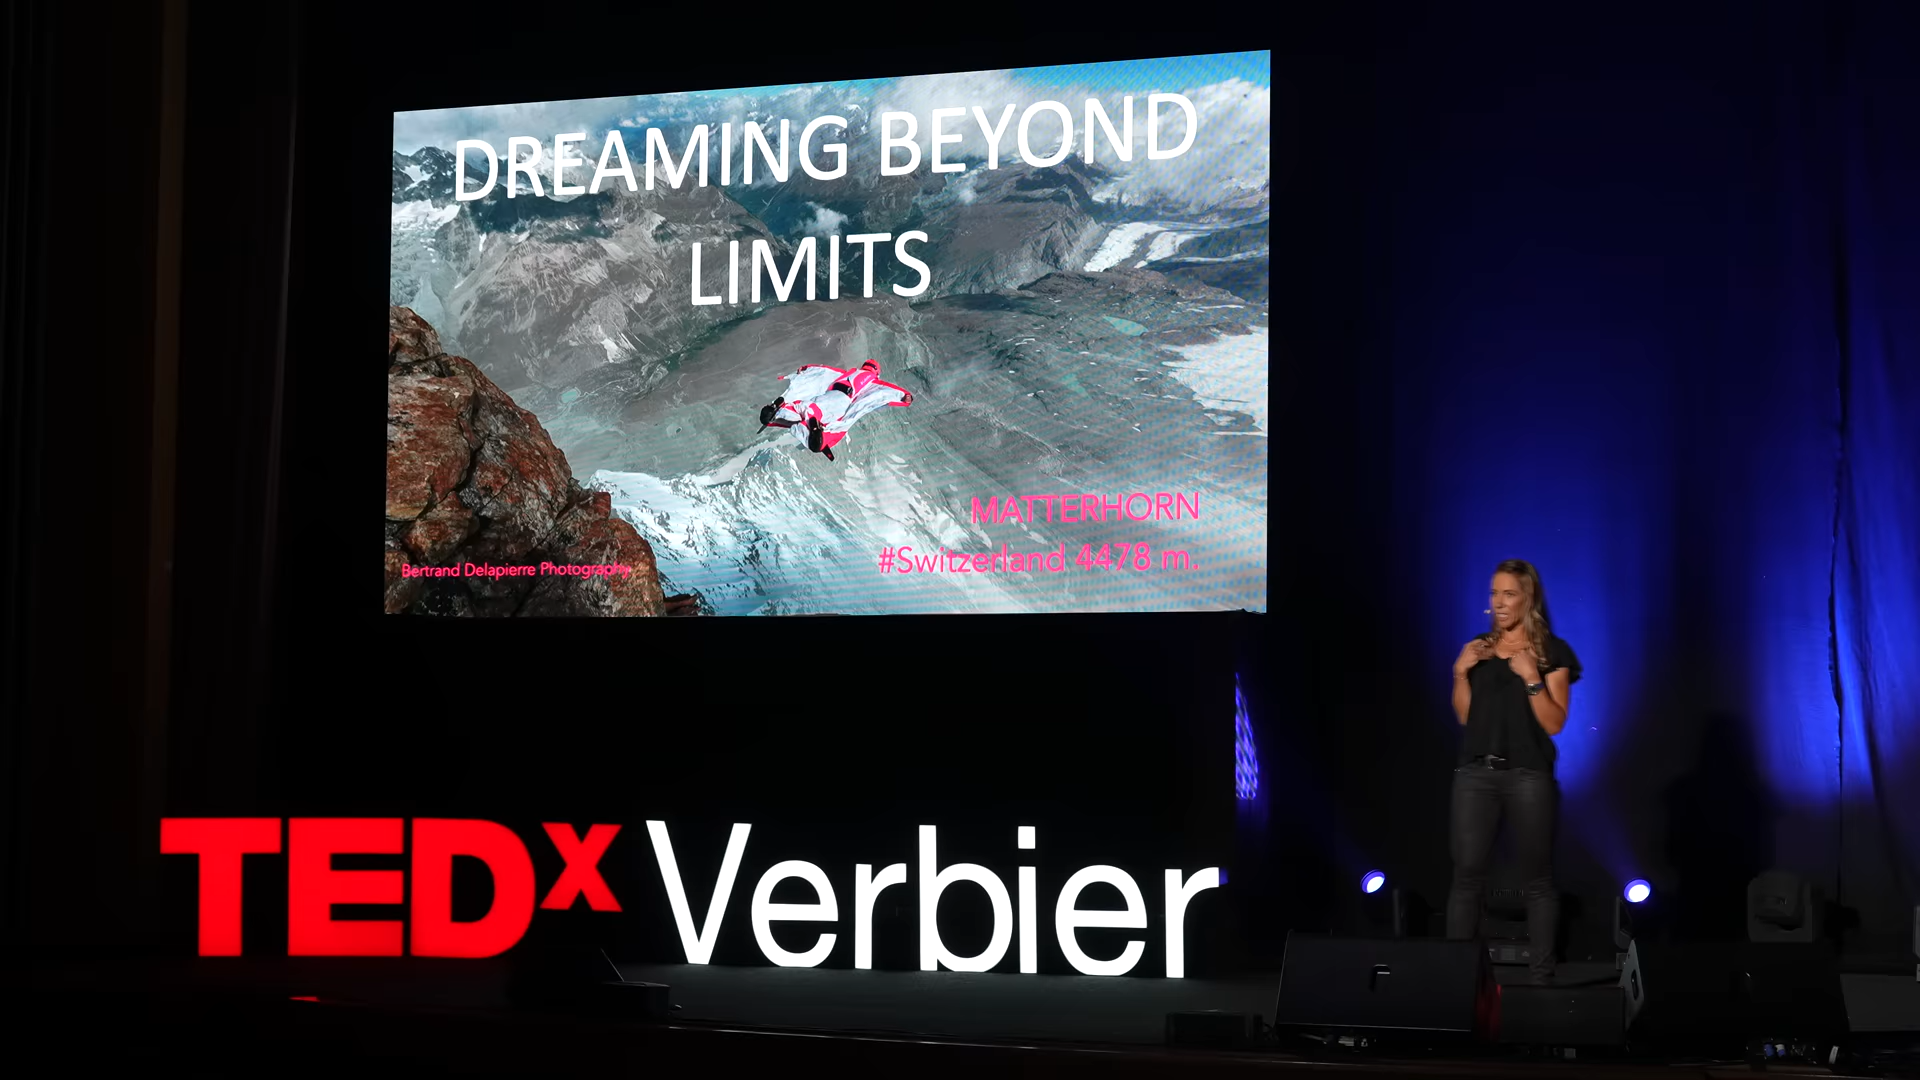 DREAMING BEYOND
LIMITS
MATTERHORN
#Switzerland 4478 m.
Bertrand Delapierre Photography
TEDx Verbier